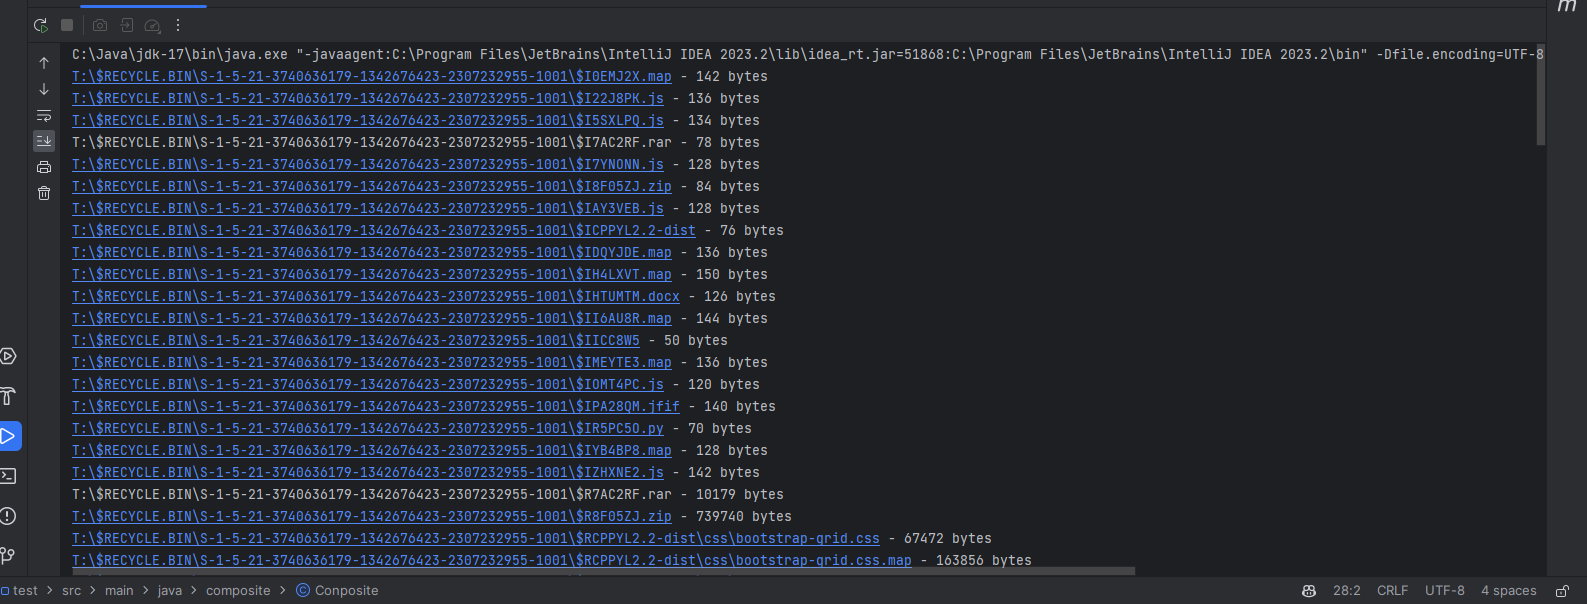 m
C:\Java\jdk-17\bin\java.exe "-javaagent:C:\Program Files\JetBrains\IntelliJ IDEA 2023.2\lib\idea_rt.jar=51868:C:\Program Files\JetBrains\IntelliJ IDEA 2023.2\bin" -Dfile.encoding=UTF-8
T:\$RECYCLE.BIN\S-1-5-21-3740636179-1342676423-2307232955-1001\$I0EMJ2X.map - 142 bytes
T:\$RECYCLE.BIN\S-1-5-21-3740636179-1342676423-2307232955-1001\$I22J8PK.js - 136 bytes
T:\$RECYCLE.BIN\S-1-5-21-3740636179-1342676423-2307232955-1001\$I5SXLPQ.js - 134 bytes
T:\$RECYCLE.BIN\S-1-5-21-3740636179-1342676423-2307232955-1001\$I7AC2RF.rar - 78 bytes
T:\$RECYCLE.BIN\S-1-5-21-3740636179-1342676423-2307232955-1001\$I7YNONN.js - 128 bytes
T:\$RECYCLE.BIN\S-1-5-21-3740636179-1342676423-2307232955-1001\$I8F05ZJ.zip - 84 bytes
T:\$RECYCLE.BIN\S-1-5-21-3740636179-1342676423-2307232955-1001\$IAY3VEB.js - 128 bytes
T:\$RECYCLE.BIN\S-1-5-21-3740636179-1342676423-2307232955-1001\$ICPPYL2.2-dist - 76 bytes
T:\$RECYCLE.BIN\S-1-5-21-3740636179-1342676423-2307232955-1001\$IDQYJDE.map - 136 bytes
T:\$RECYCLE.BIN\S-1-5-21-3740636179-1342676423-2307232955-1001\$IH4LXVT.map - 150 bytes
T:\$RECYCLE.BIN\S-1-5-21-3740636179-1342676423-2307232955-1001\$IHTUMTM.docx - 126 bytes
T:\$RECYCLE.BIN\S-1-5-21-3740636179-1342676423-2307232955-1001\$II6AU8R.map - 144 bytes
T:\$RECYCLE.BIN\S-1-5-21-3740636179-1342676423-2307232955-1001\$IICC8W5 - 50 bytes
T:\$RECYCLE.BIN\S-1-5-21-3740636179-1342676423-2307232955-1001\$IMEYTE3.map - 136 bytes
T:\$RECYCLE.BIN\S-1-5-21-3740636179-1342676423-2307232955-1001\$IOMT4PC.js - 120 bytes
T:\$RECYCLE.BIN\S-1-5-21-3740636179-1342676423-2307232955-1001\$IPA28QM.jfif - 140 bytes
T:\$RECYCLE.BIN\S-1-5-21-3740636179-1342676423-2307232955-1001\$IR5PC5O.py - 70 bytes
T:\$RECYCLE.BIN\S-1-5-21-3740636179-1342676423-2307232955-1001\$IYB4BP8.map - 128 bytes
T:\$RECYCLE.BIN\S-1-5-21-3740636179-1342676423-2307232955-1001\$IZHXNE2.js - 142 bytes
T:\$RECYCLE.BIN\S-1-5-21-3740636179-1342676423-2307232955-1001\$R7AC2RF.rar - 10179 bytes
T:\$RECYCLE.BIN\S-1-5-21-3740636179-1342676423-2307232955-1001\$R8F05ZJ.zip - 739740 bytes
T:\$RECYCLE.BIN\S-1-5-21-3740636179-1342676423-2307232955-1001\$RCPPYL2.2-dist\css\bootstrap-grid.css - 67472 bytes
T:\$RECYCLE.BIN\S-1-5-21-3740636179-1342676423-2307232955-1001\$RCPPYL2.2-dist\css\bootstrap-grid.css.map - 163856 bytes
test > src > main > java > composite > Conposite 28:2 CRLF UTF-8 4 spaces